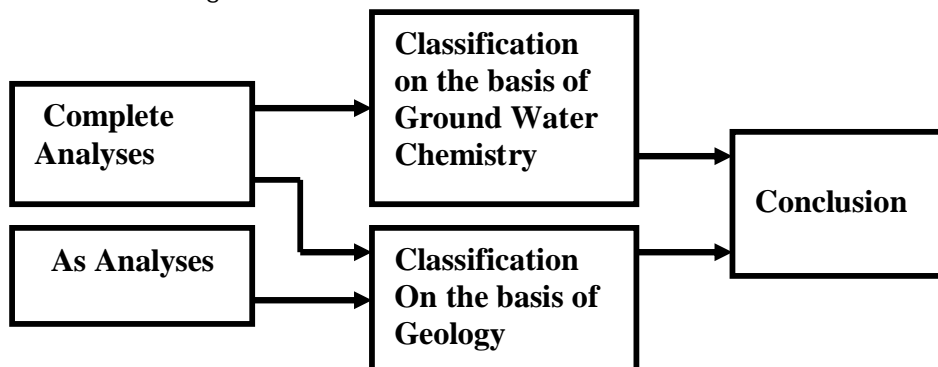 Complete
Analyses
As Analyses
Classification
on the basis of
Ground Water
Chemistry
Classification
On the basis of
Geology
Conclusion